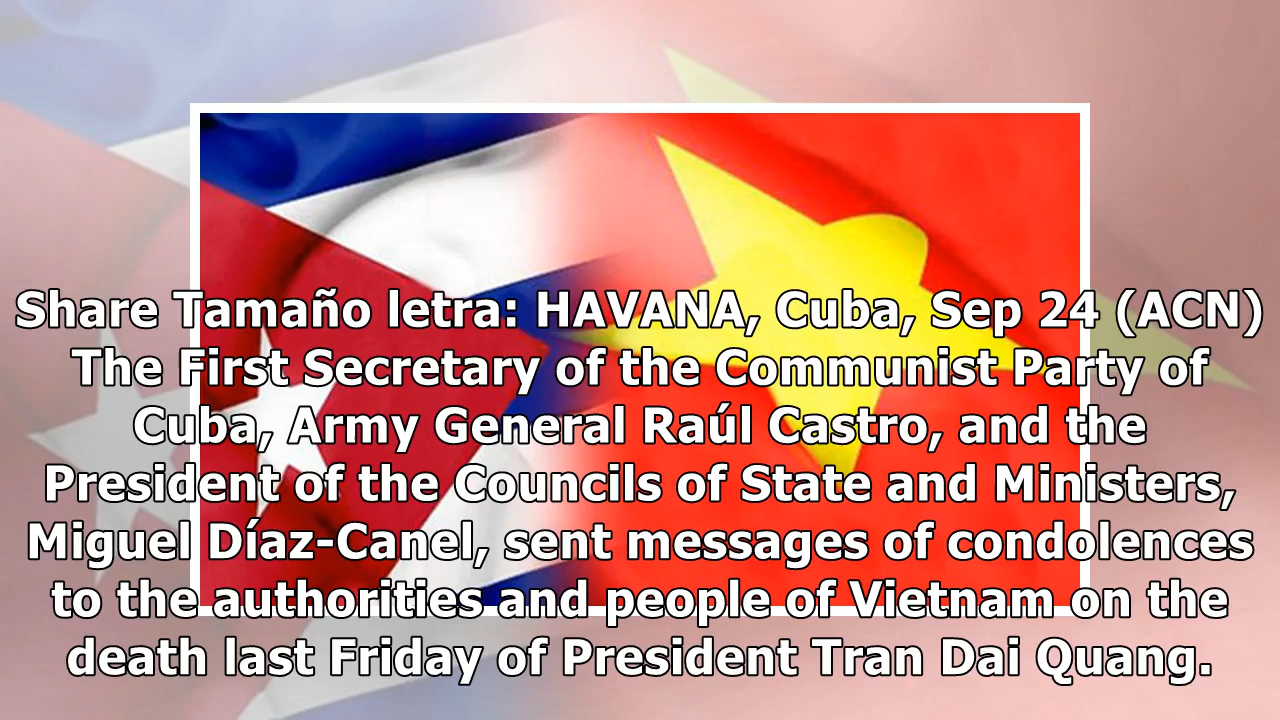 Share Tamaño letra: HAVANA, Cuba, Sep 24 (ACN)
The First Secretary of the Communist Party of
Cuba, Army General Raúl Castro, and the
President of the Councils of State and Ministers,
Miguel Díaz-Canel, sent messages of condolences
to the authorities and people of Vietnam on the
death last Friday of President Tran Dai Quang.